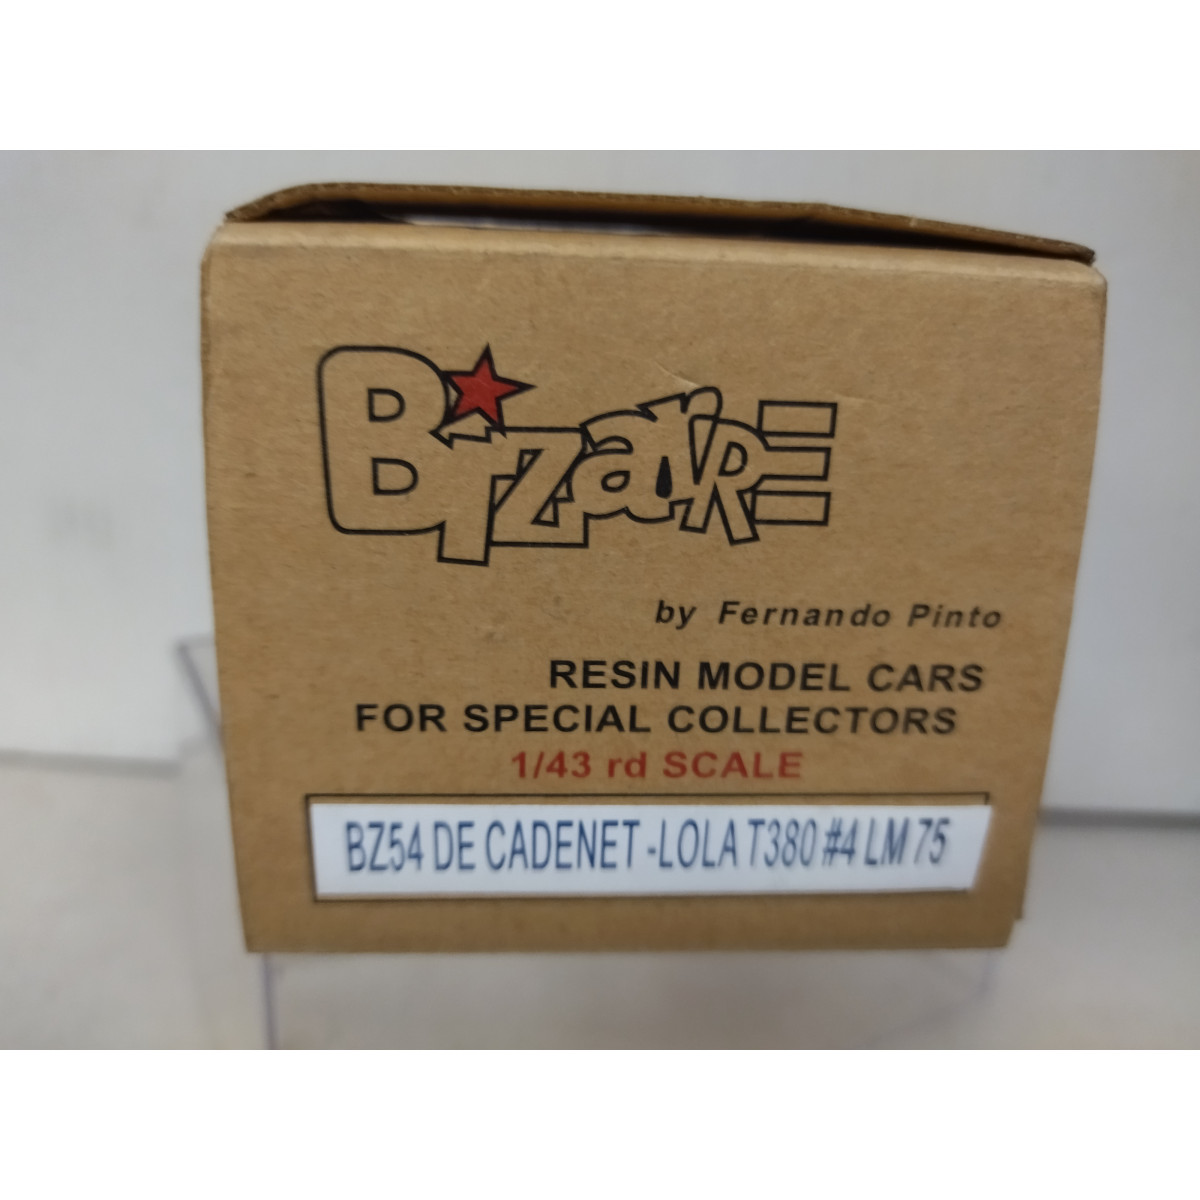 Bizarre
by Fernando Pinto
RESIN MODEL CARS
FOR SPECIAL COLLECTORS
1/43 rd SCALE
BZ54 DE CADENET -LOLA T380 #4 LM 75